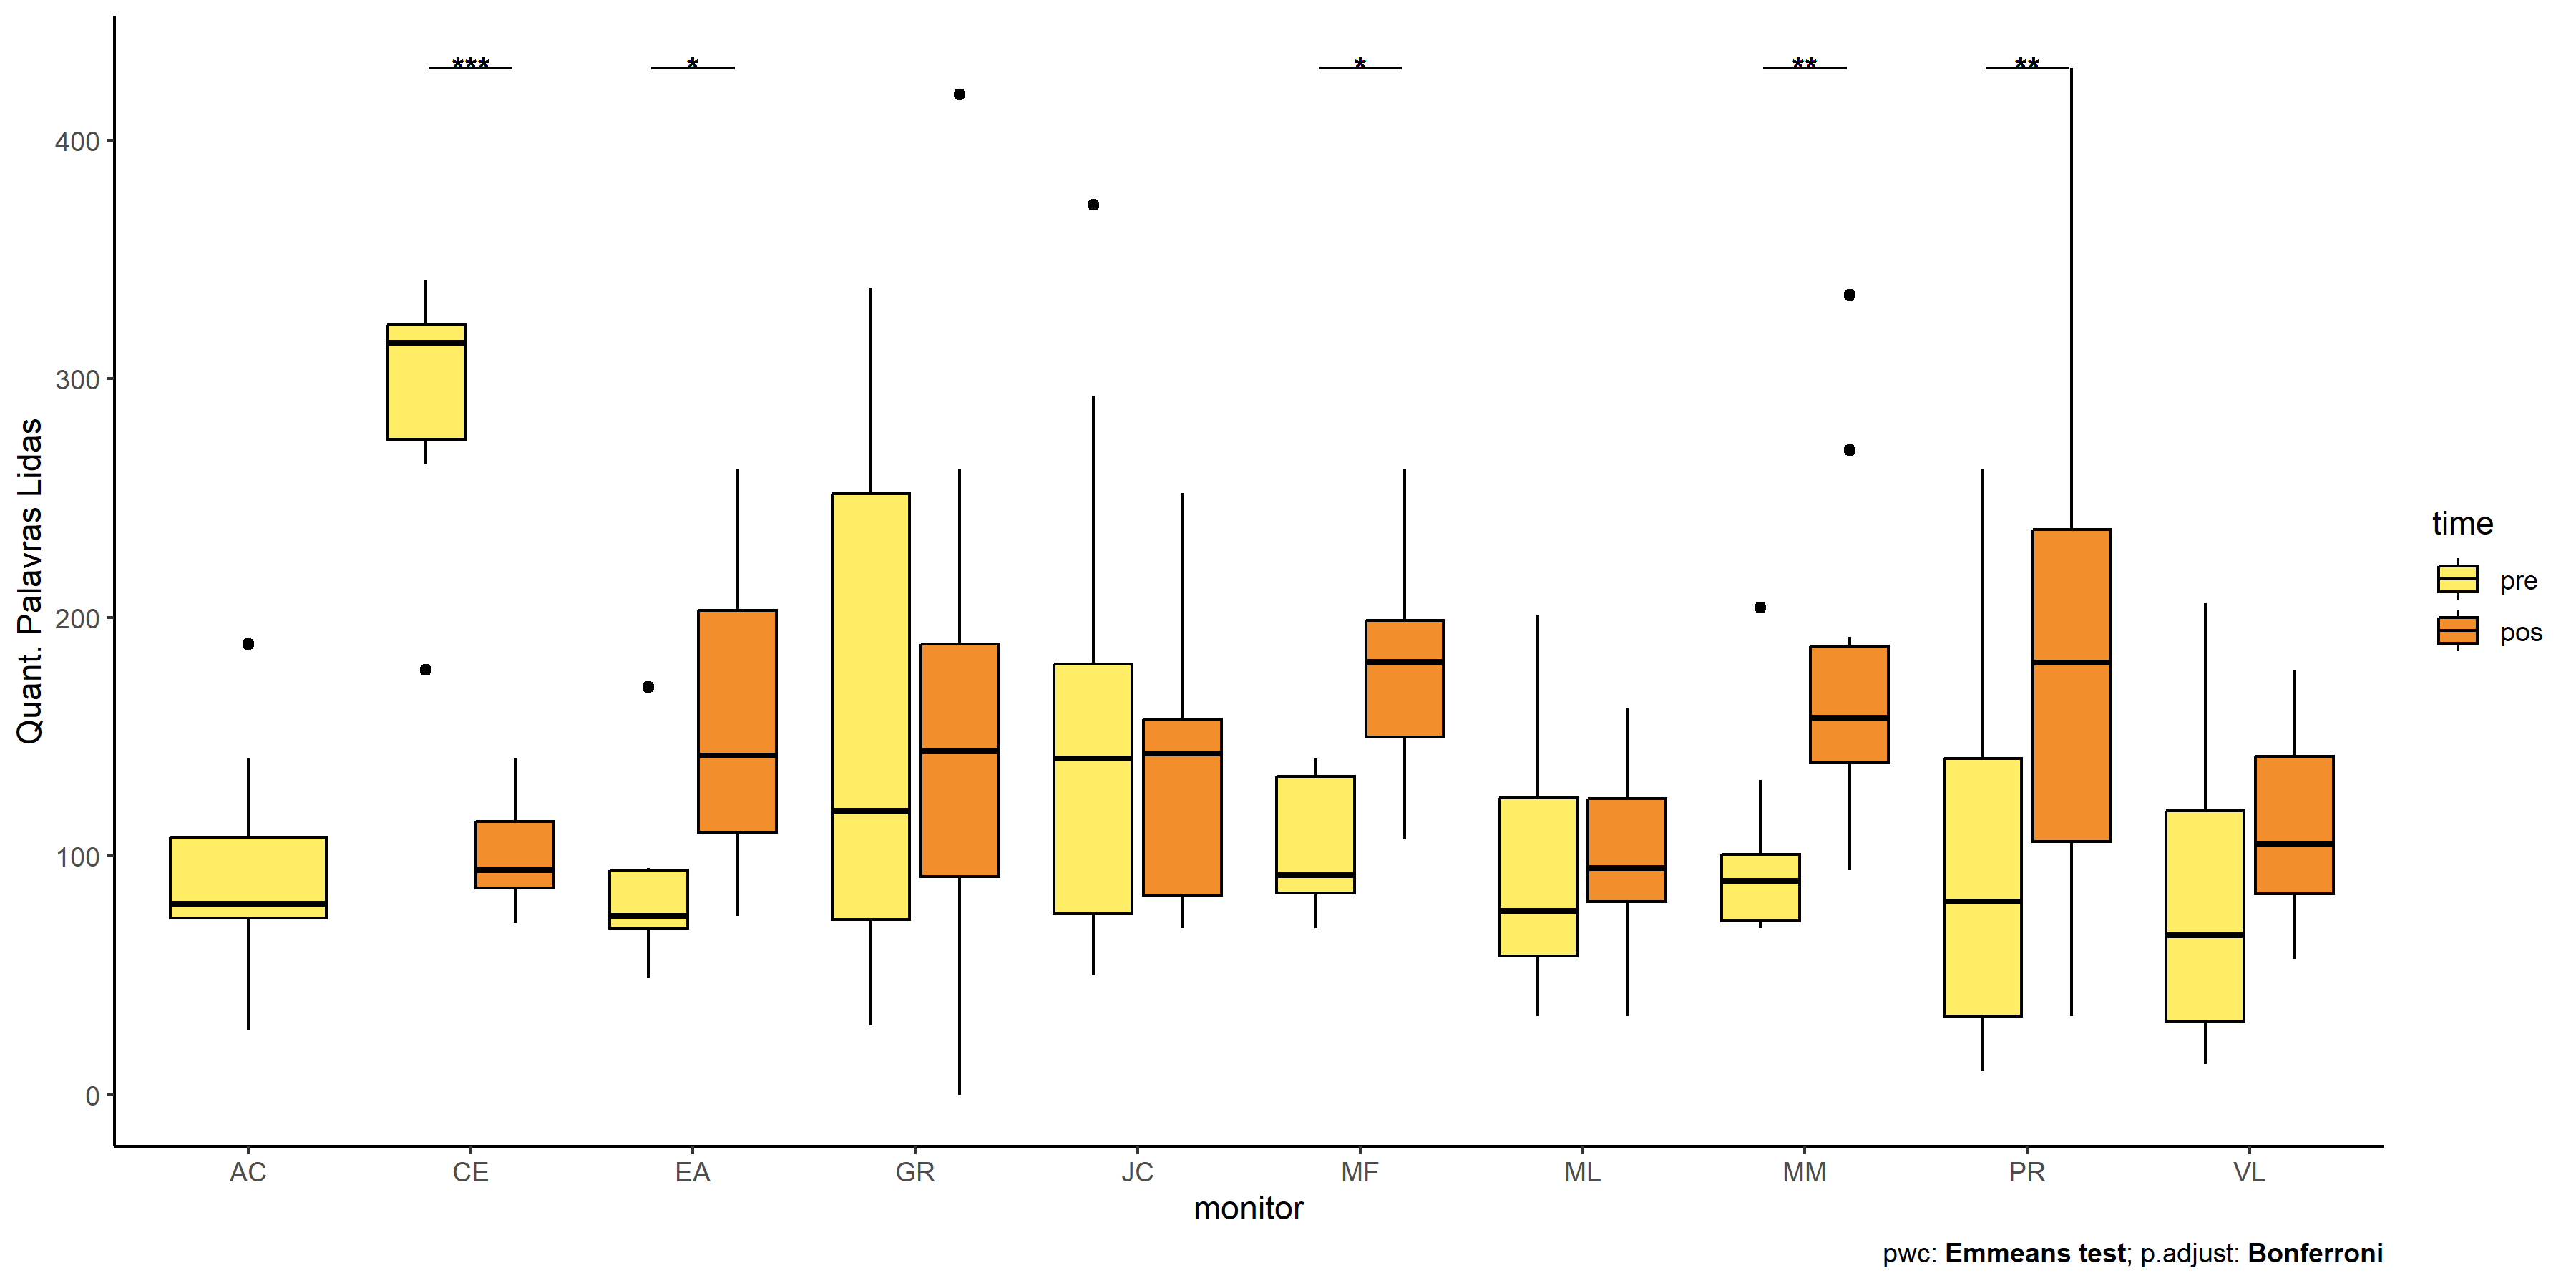 *** * * ** **
400
300
200
100
0
Quant. Palavras Lidas
AC CE EA GR JC MF ML MM PR VL
monitor
time
pre
pos
pwc: Emmeans test; p.adjust: Bonferroni